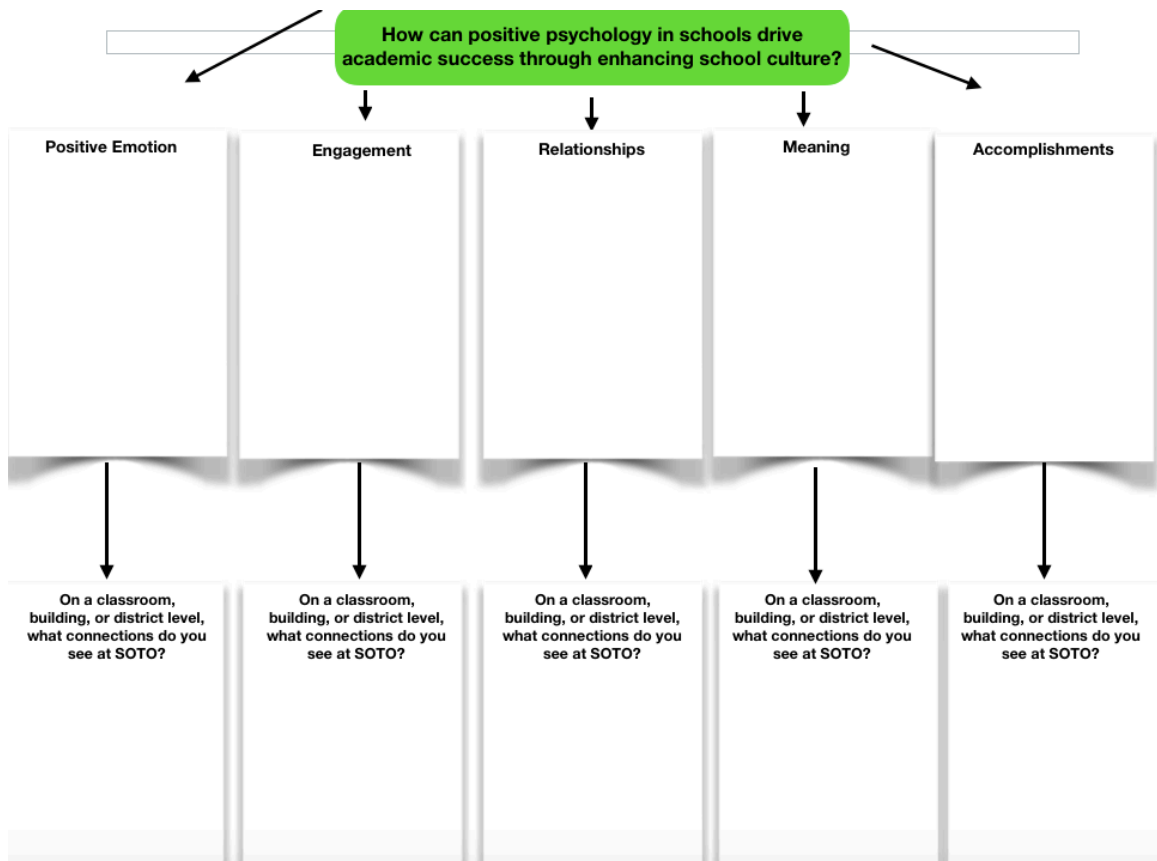 How can positive psychology in schools drive
academic success through enhancing school culture?
Positive Emotion
Engagement
Relationships
Meaning
Accomplishments
On a classroom,
building, or district level,
what connections do you
see at SOTO?
On a classroom,
building, or district level,
what connections do you
see at SOTO?
On a classroom,
building, or district level,
what connections do you
see at SOTO?
On a classroom,
building, or district level,
what connections do you
see at SOTO?
On a classroom,
building, or district level,
what connections do you
see at SOTO?